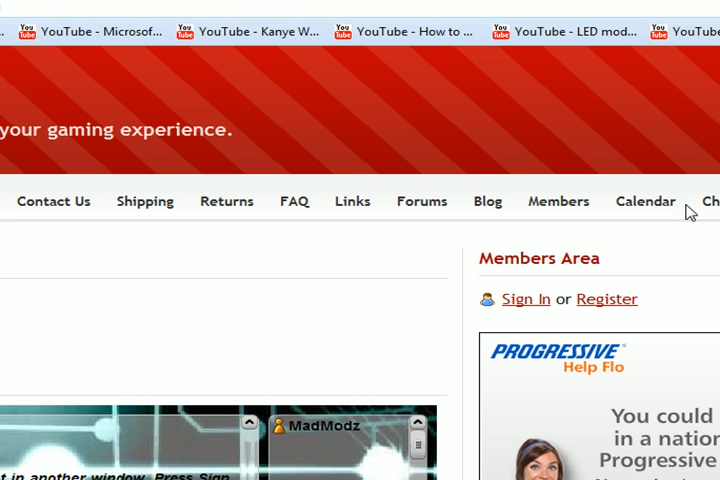 YouTube - Microsof... YouTube - Kanye W... YouTube - How to ... YouTube - LED mod... YouTube
your gaming experience.
Contact Us Shipping Returns FAQ Links Forums Blog Members Calendar Ch
Members Area
Sign In or Register
PROGRESSIVE
Help Flo
You could
in a nation
Progressive
MadModz
t in another window. Press Sign